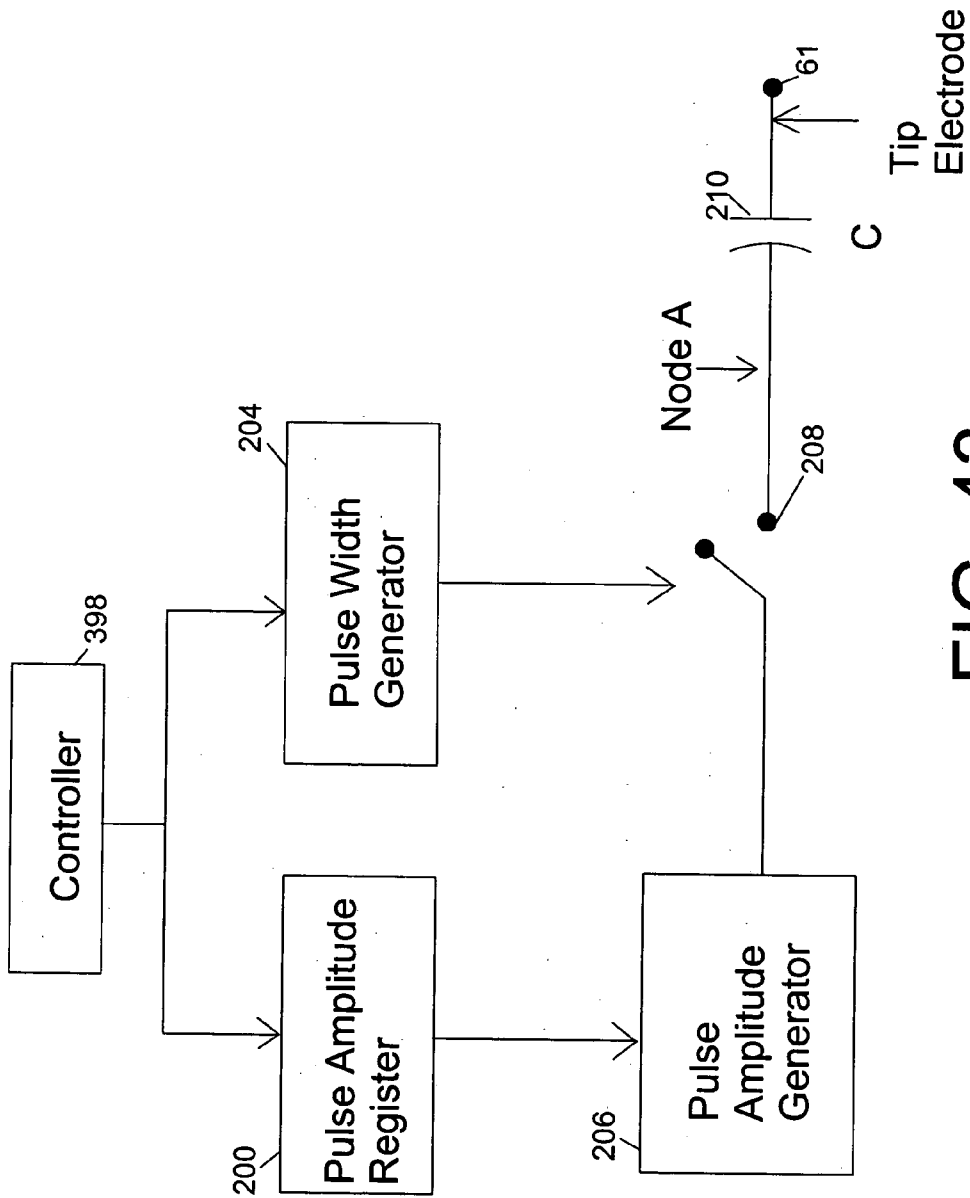 Controller
398
Pulse Amplitude
Register
200
Pulse Width
Generator
204
Pulse
Amplitude
Generator
206
Node A
208
210
C
61
Tip
Electrode